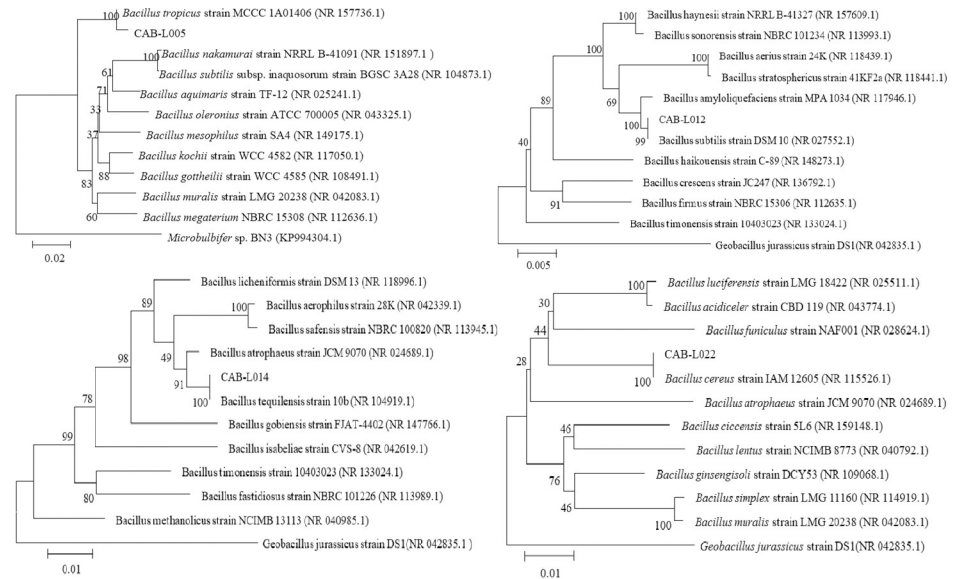 Bacillus tropicus strain MCCC 1A01406 (NR 157736.1)
100
CAB-L005
Bacillus nakamurai strain NRRL B-41091 (NR 151897.1)
100
61
Bacillus subtilis subsp. inaquosorum strain BGSC 3A28 (NR 104873.1)
71
Bacillus aquimaris strain TF-12 (NR 025241.1)
33
Bacillus oleronius strain ATCC 700005 (NR 043325.1)
37
Bacillus mesophilus strain SA4 (NR 149175.1)
Bacillus kochii strain WCC 4582 (NR 117050.1)
88
Bacillus gottheilii strain WCC 4585 (NR 108491.1)
83
Bacillus muralis strain LMG 20238 (NR 042083.1)
60
Bacillus megaterium NBRC 15308 (NR 112636.1)
Microbulbifer sp. BN3 (KP994304.1)
0.02
Bacillus haynesii strain NRRL B-41327 (NR 157609.1)
100
Bacillus sonorensis strain NBRC 101234 (NR 113993.1)
100
Bacillus aerius strain 24K (NR 118439.1)
100
Bacillus stratosphericus strain 41KF2a (NR 118441.1)
69
Bacillus amyloliquefaciens strain MPA 1034 (NR 117946.1)
89
CAB-L012
100
99
Bacillus subtilis strain DSM 10 (NR 027552.1)
40
Bacillus haikouensis strain C-89 (NR 148273.1)
Bacillus crescens strain JC247 (NR 136792.1)
91
Bacillus firmus strain NBRC 15306 (NR 112635.1)
Bacillus timonensis strain 10403023 (NR 133024.1)
Geobacillus jurassicus strain DS1(NR 042835.1 )
0.005
Bacillus licheniformis strain DSM 13 (NR 118996.1)
89
Bacillus aerophilus strain 28K (NR 042339.1)
100
Bacillus safensis strain NBRC 100820 (NR 113945.1)
49
Bacillus atrophaeus strain JCM 9070 (NR 024689.1)
98
CAB-L014
91
100
Bacillus tequilensis strain 10b (NR 104919.1)
78
Bacillus gobiensis strain FJAT-4402 (NR 147766.1)
99
Bacillus isabeliae strain CVS-8 (NR 042619.1)
Bacillus timonensis strain 10403023 (NR 133024.1)
80
Bacillus fastidiosus strain NBRC 101226 (NR 113989.1)
Bacillus methanolicus strain NCIMB 13113 (NR 040985.1)
Geobacillus jurassicus strain DS1(NR 042835.1 )
0.01
Bacillus luciferensis strain LMG 18422 (NR 025511.1)
100
30
Bacillus acidiceler strain CBD 119 (NR 043774.1)
44
Bacillus funiculus strain NAF001 (NR 028624.1)
CAB-L022
28
100
Bacillus cereus strain IAM 12605 (NR 115526.1)
Bacillus atrophaeus strain JCM 9070 (NR 024689.1)
46
Bacillus ciccensis strain 5L6 (NR 159148.1)
Bacillus lentus strain NCIMB 8773 (NR 040792.1)
76
Bacillus ginsengisoli strain DCY53 (NR 109068.1)
46
Bacillus simplex strain LMG 11160 (NR 114919.1)
100
Bacillus muralis strain LMG 20238 (NR 042083.1)
Geobacillus jurassicus strain DS1(NR 042835.1)
0.01